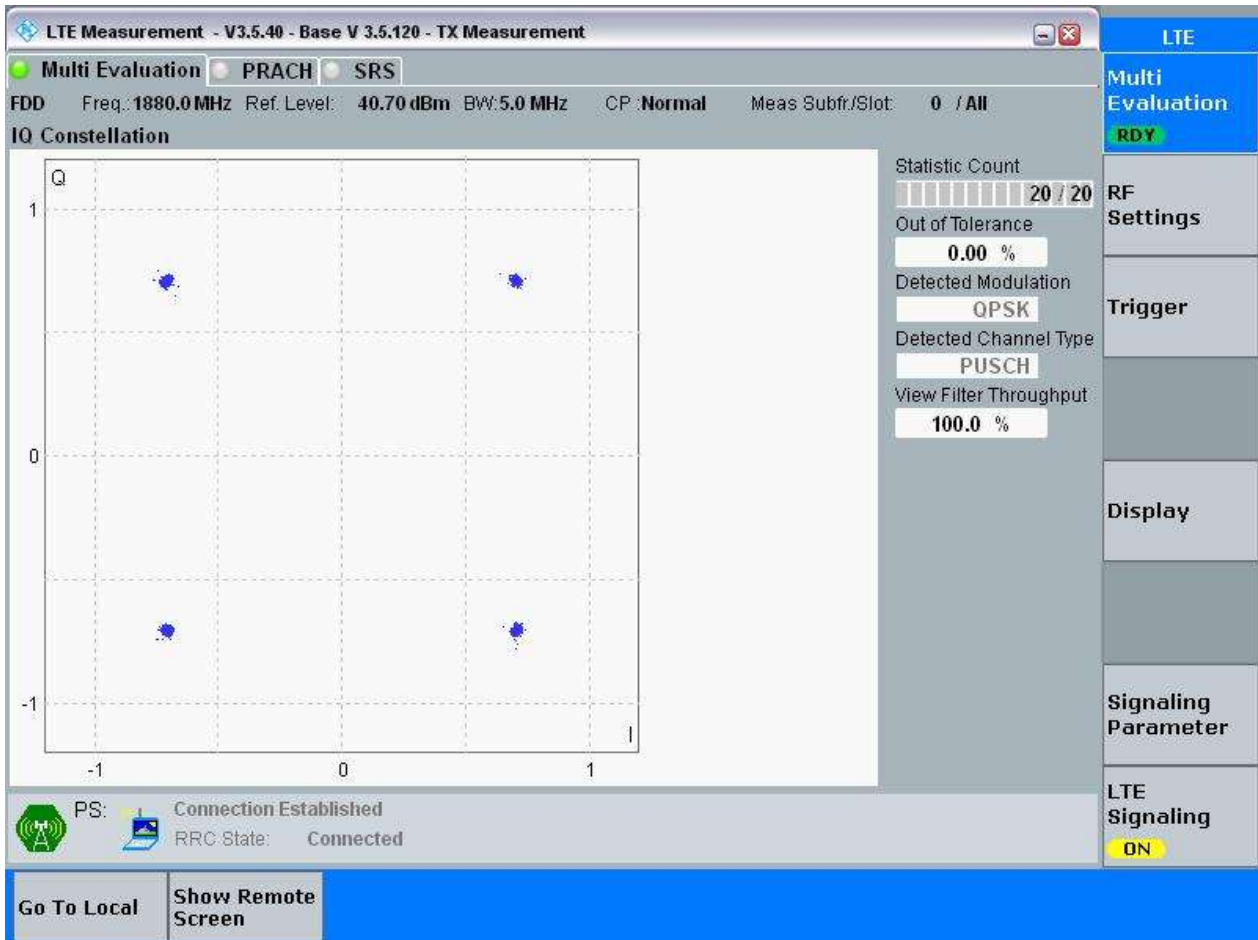 LTE Measurement - V3.5.40 - Base V 3.5.120 - TX Measurement
Multi Evaluation PRACH SRS
FDD Freq.: 1880.0 MHz Ref. Level: 40.70 dBm BW: 5.0 MHz CP : Normal Meas Subfr./Slot: 0 / All
IQ Constellation
Q
1
0
-1
I
-1 0 1
Statistic Count
20 / 20
Out of Tolerance
0.00 %
Detected Modulation
QPSK
Detected Channel Type
PUSCH
View Filter Throughput
100.0 %
PS: Connection Established
RRC State: Connected
LTE
Multi
Evaluation
RDY
RF
Settings
Trigger
Display
Signaling
Parameter
LTE
Signaling
ON
Go To Local
Show Remote
Screen